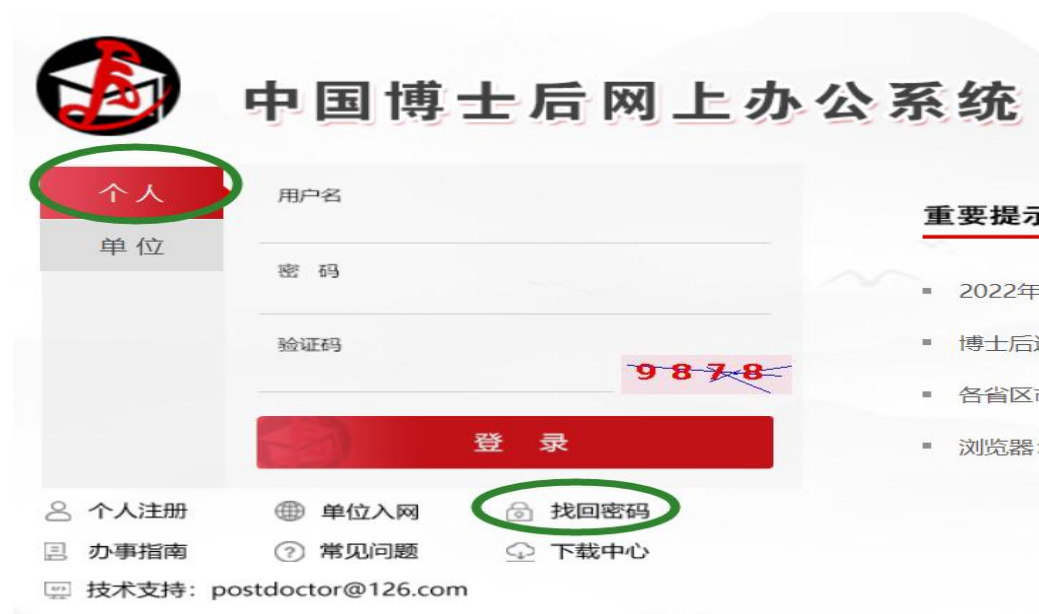 中国博士后网上办公系统
个人
单位
用户名
密 码
验证码
9878
登 录
重要提示
2022年
博士后
各省区
浏览器
个人注册 单位入网 找回密码
办事指南 常见问题 下载中心
技术支持：postdoctor@126.com